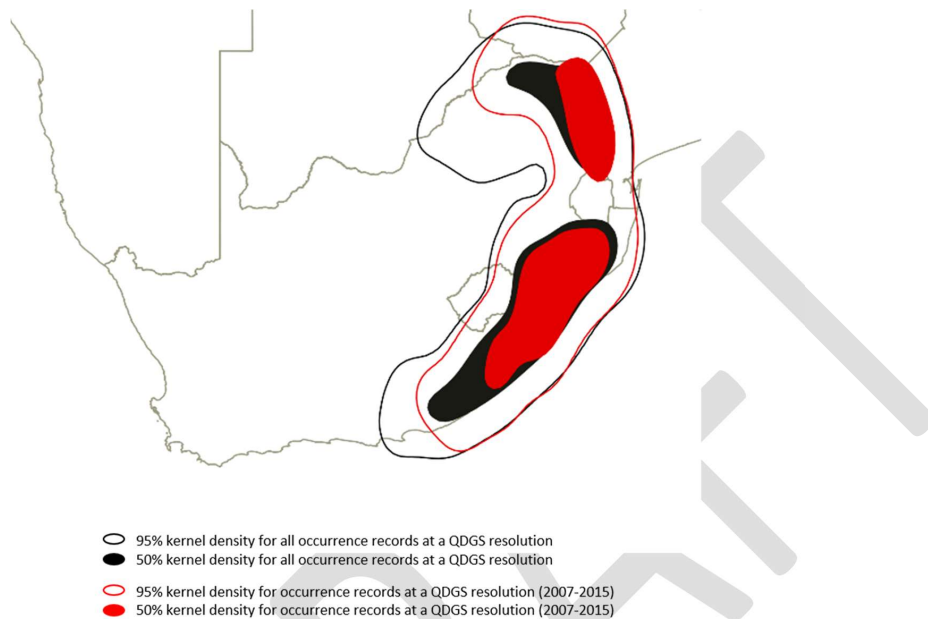 95% kernel density for all occurrence records at a QDGS resolution
50% kernel density for all occurrence records at a QDGS resolution
95% kernel density for occurrence records at a QDGS resolution (2007-2015)
50% kernel density for occurrence records at a QDGS resolution (2007-2015)